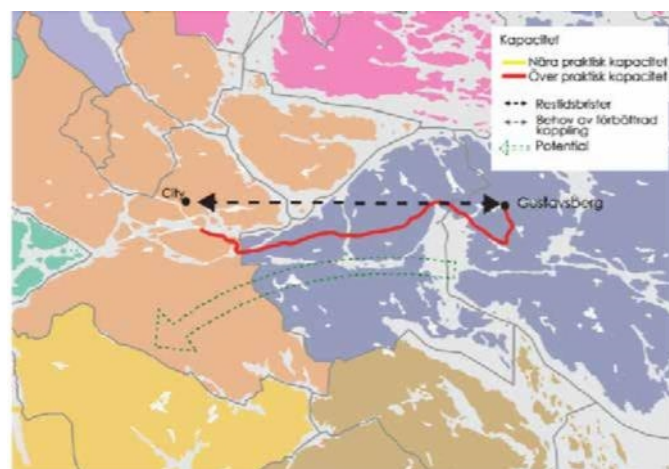 Kapacitet
Nära praktisk kapacitet
Över praktisk kapacitet
Restidsbrister
Behov av förbättrad
koppling
Potential
City
Gustavsberg